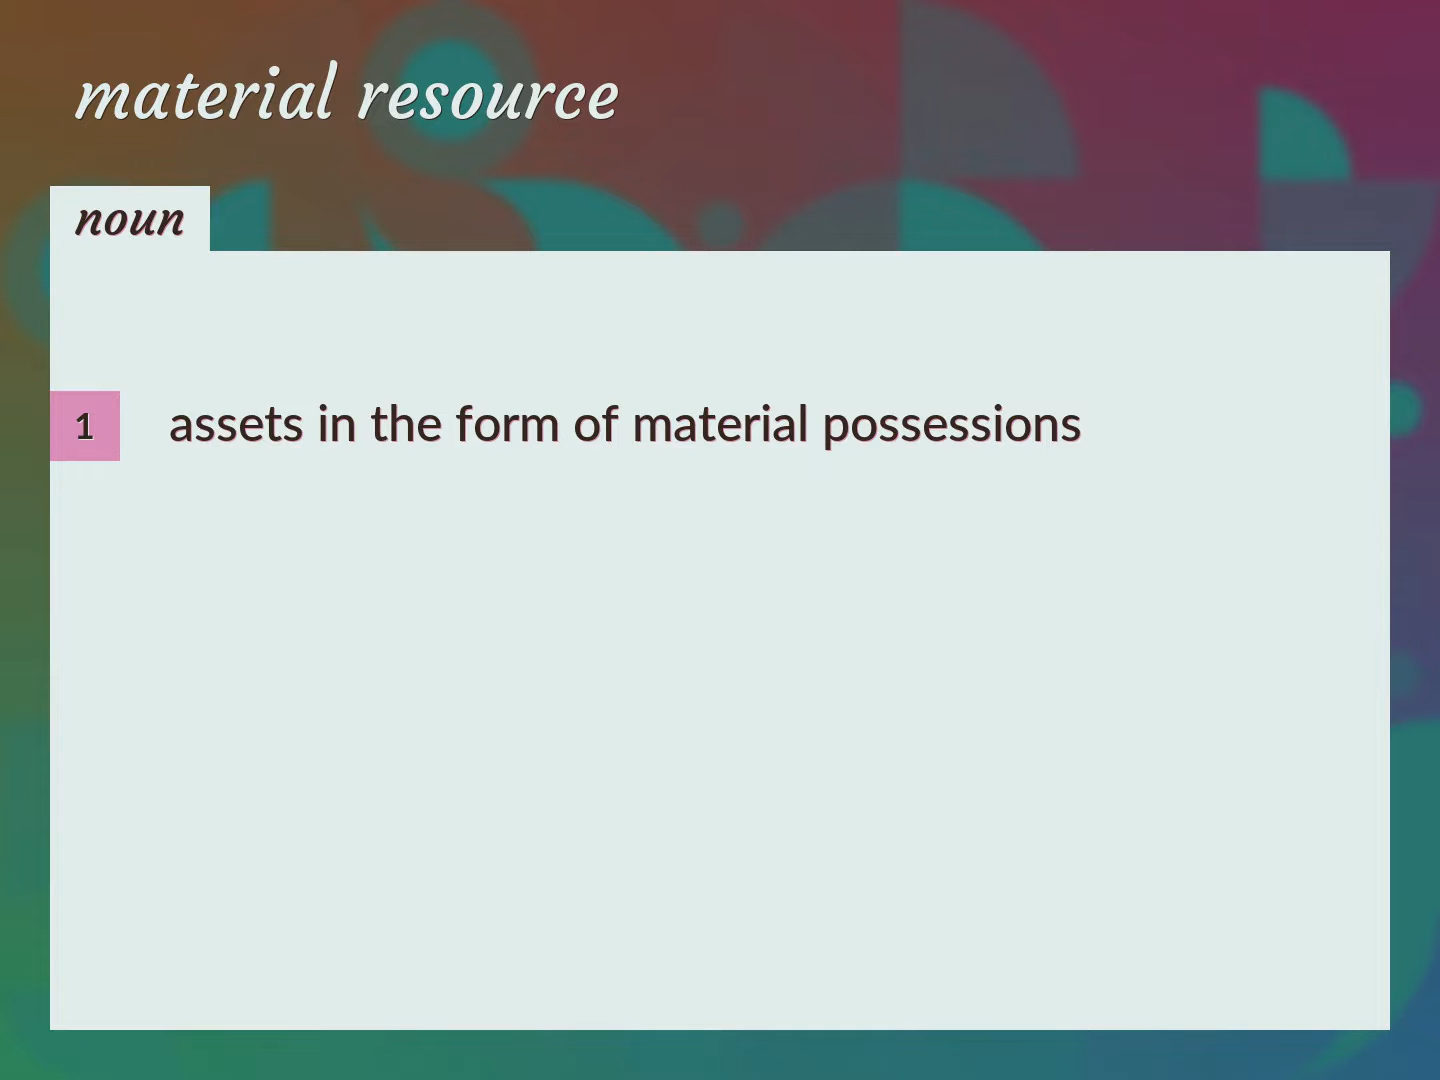 material resource
noun
1 assets in the form of material possessions